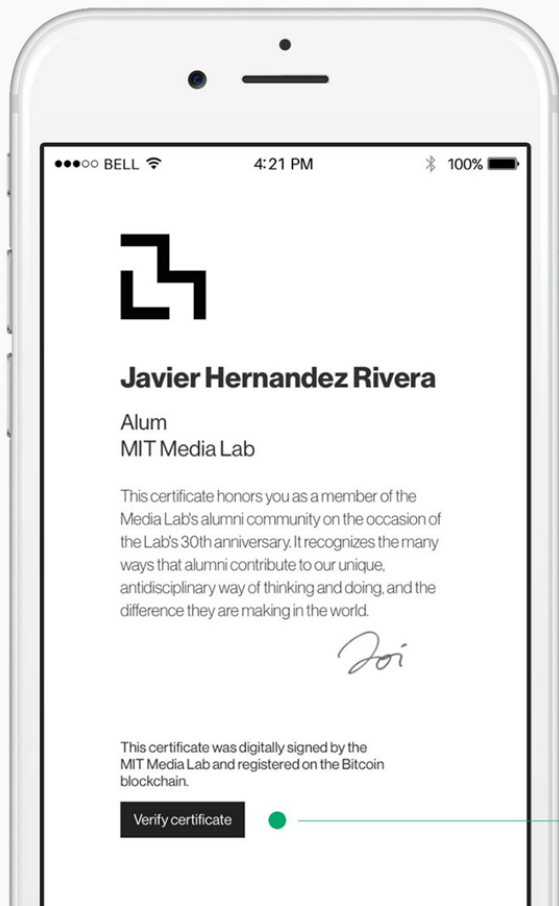 BELL 4:21 PM 100%
Javier Hernandez Rivera
Alum
MIT Media Lab
This certificate honors you as a member of the
Media Lab's alumni community on the occasion of
the Lab's 30th anniversary. It recognizes the many
ways that alumni contribute to our unique,
antidisciplinary way of thinking and doing, and the
difference they are making in the world.
Joi
This certificate was digitally signed by the
MIT Media Lab and registered on the Bitcoin
blockchain.
Verify certificate